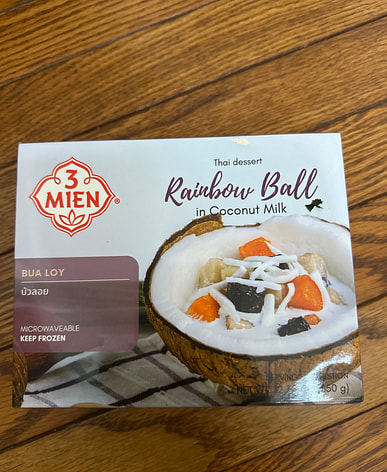 3
MIEN®
Thai dessert
Rainbow Ball
in Coconut Milk
BUA LOY
บัวลอย
MICROWAVEABLE
KEEP FROZEN
NET